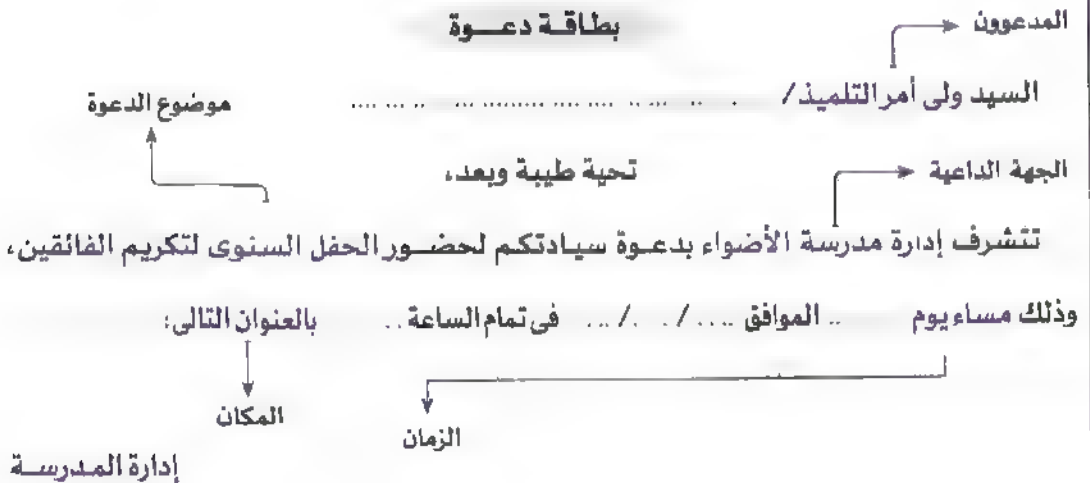 المدعوون
بطاقة دعوة
السيد ولى أمر التلميذ/ ..............................
موضوع الدعوة
الجهة الداعية
تحية طيبة وبعد،
تتشرف إدارة مدرسة الأضواء بدعوة سيادتكم لحضور الحفل السنوى لتكريم الفائقين،
وذلك مساء يوم .. الموافق ..../..../.... فى تمام الساعة .. بالعنوان التالى:
المكان
الزمان
إدارة المدرسة